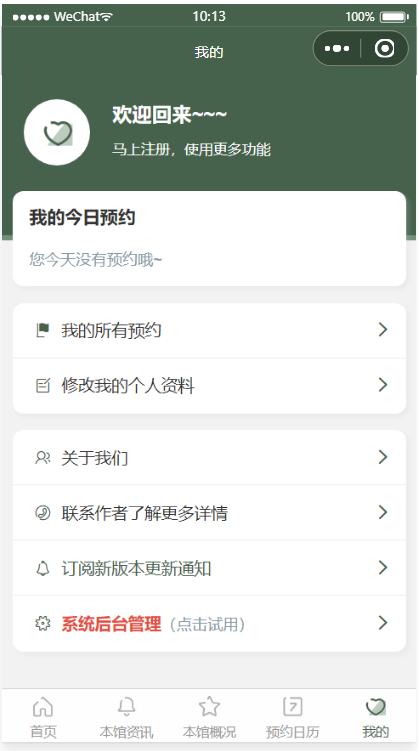 WeChat 10:13 100%
我的
欢迎回来~~~
马上注册，使用更多功能
我的今日预约
您今天没有预约哦~
我的所有预约
修改我的个人资料
关于我们
联系作者了解更多详情
订阅新版本更新通知
系统后台管理（点击试用）
首页 本馆资讯 本馆概况 预约日历 我的